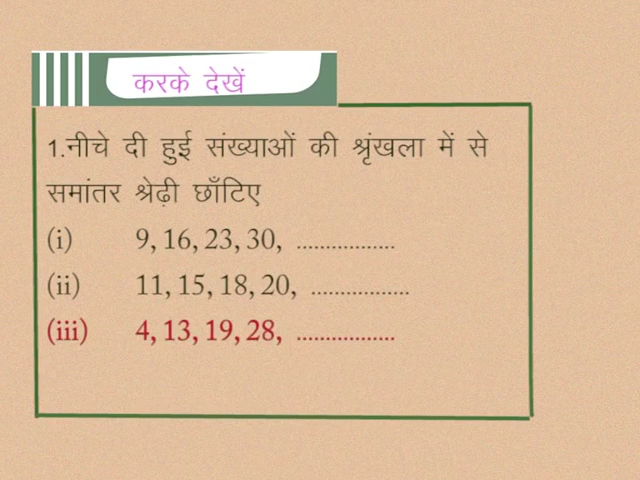 करके देखें
1.नीचे दी हुई संख्याओं की श्रृंखला में से
समांतर श्रेढ़ी छाँटिए
(i) 9, 16, 23, 30, .................
(ii) 11, 15, 18, 20, .................
(iii) 4, 13, 19, 28, .................